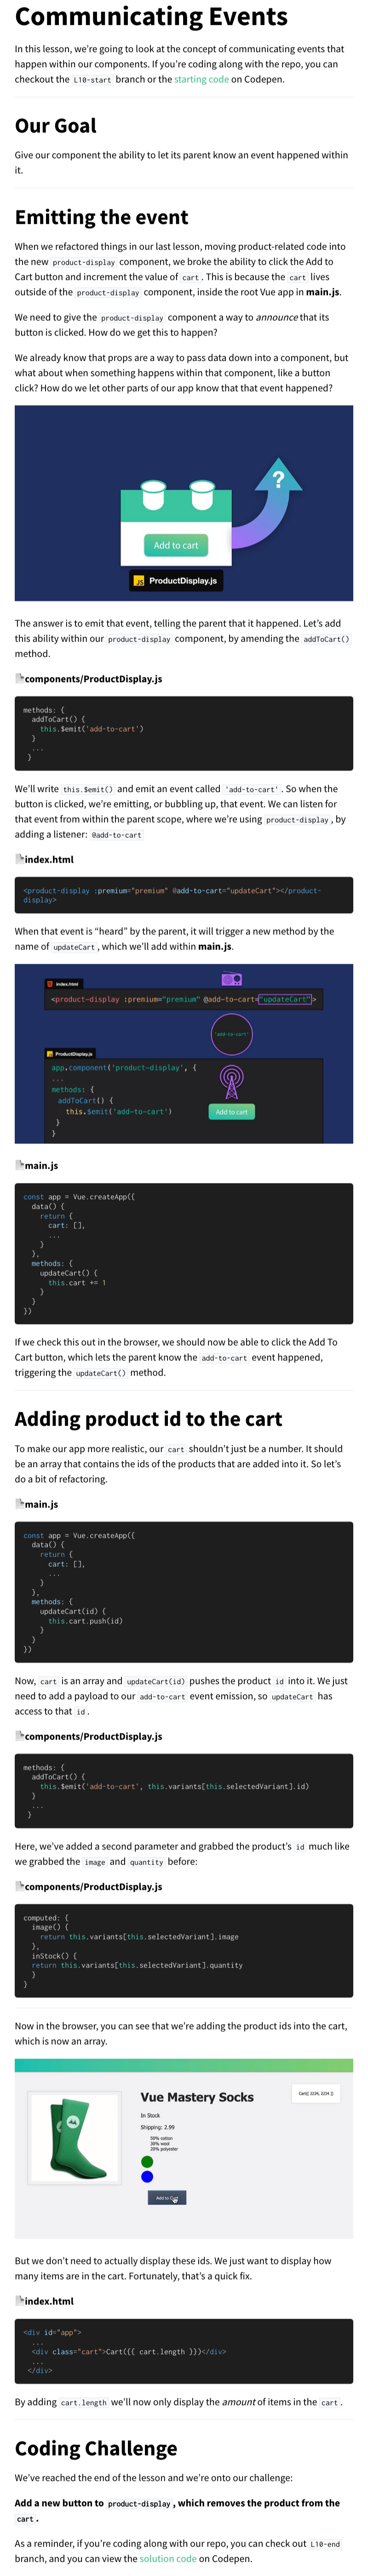 Communicating Events
In this lesson, we're going to look at the concept of communicating events
that happen within our components. If you're coding along with the repo, you can
checkout the L10-start branch or the starting code on Codepen.
Our Goal
Give our component the ability to let its parent know an event happened within
it.
Emitting the event
When we refactored things in our last lesson, moving product-related code into
the new product-display component, we broke the ability to click the Add to
Cart button and increment the value of cart. This is because the cart lives
outside of the product-display component, inside the root Vue app in main.js.
We need to give the product-display component a way to announce that its
button is clicked. How do we get this to happen?
We already know that props are a way to pass data down into a component, but
what about when something happens within that component, like a button
click? How do we let other parts of our app know that that event happened?
?
Add to cart
JS ProductDisplay.js
The answer is to emit that event, telling the parent that it happened. Let's add
this ability within our product-display component, by amending the addToCart()
method.
components/ProductDisplay.js
methods: {
addToCart() {
this.$emit('add-to-cart')
}
...
}
We'll write this.$emit() and emit an event called 'add-to-cart'. So when the
button is clicked, we're emitting, or bubbling up, that event. We can listen for
that event from within the parent scope, where we're using product-display, by
adding a listener: @add-to-cart
index.html
<product-display :premium="premium" @add-to-cart="updateCart"></product-
display>
When that event is "heard" by the parent, it will trigger a new method by the
name of updateCart, which we'll add within main.js.
index.html
<product-display :premium="premium" @add-to-cart="updateCart">
'add-to-cart'
ProductDisplay.js
app.component('product-display', {
...
methods: {
addToCart() {
this.$emit('add-to-cart')
}
}
Add to cart
main.js
const app = Vue.createApp({
data() {
return {
cart: [],
...
}
},
methods: {
updateCart() {
this.cart += 1
}
}
})
If we check this out in the browser, we should now be able to click the Add To
Cart button, which lets the parent know the add-to-cart event happened,
triggering the updateCart() method.
Adding product id to the cart
To make our app more realistic, our cart shouldn't just be a number. It should
be an array that contains the ids of the products that are added into it. So let's
do a bit of refactoring.
main.js
const app = Vue.createApp({
data() {
return {
cart: [],
...
}
},
methods: {
updateCart(id) {
this.cart.push(id)
}
}
})
Now, cart is an array and updateCart(id) pushes the product id into it. We just
need to add a payload to our add-to-cart event emission, so updateCart has
access to that id.
components/ProductDisplay.js
methods: {
addToCart() {
this.$emit('add-to-cart', this.variants[this.selectedVariant].id)
}
...
}
Here, we've added a second parameter and grabbed the product's id much like
we grabbed the image and quantity before:
components/ProductDisplay.js
computed: {
image() {
return this.variants[this.selectedVariant].image
},
inStock() {
return this.variants[this.selectedVariant].quantity
}
}
Now in the browser, you can see that we're adding the product ids into the cart,
which is now an array.
Vue Mastery Socks
Cart([ 2234, 2234 ])
In Stock
Shipping: 2.99
50% cotton
30% wool
20% polyester
Add to Cart
But we don't need to actually display these ids. We just want to display how
many items are in the cart. Fortunately, that's a quick fix.
index.html
<div id="app">
...
<div class="cart">Cart({{ cart.length }})</div>
...
</div>
By adding cart.length we'll now only display the amount of items in the cart.
Coding Challenge
We've reached the end of the lesson and we're onto our challenge:
Add a new button to product-display, which removes the product from the
cart.
As a reminder, if you're coding along with our repo, you can check out L10-end
branch, and you can view the solution code on Codepen.